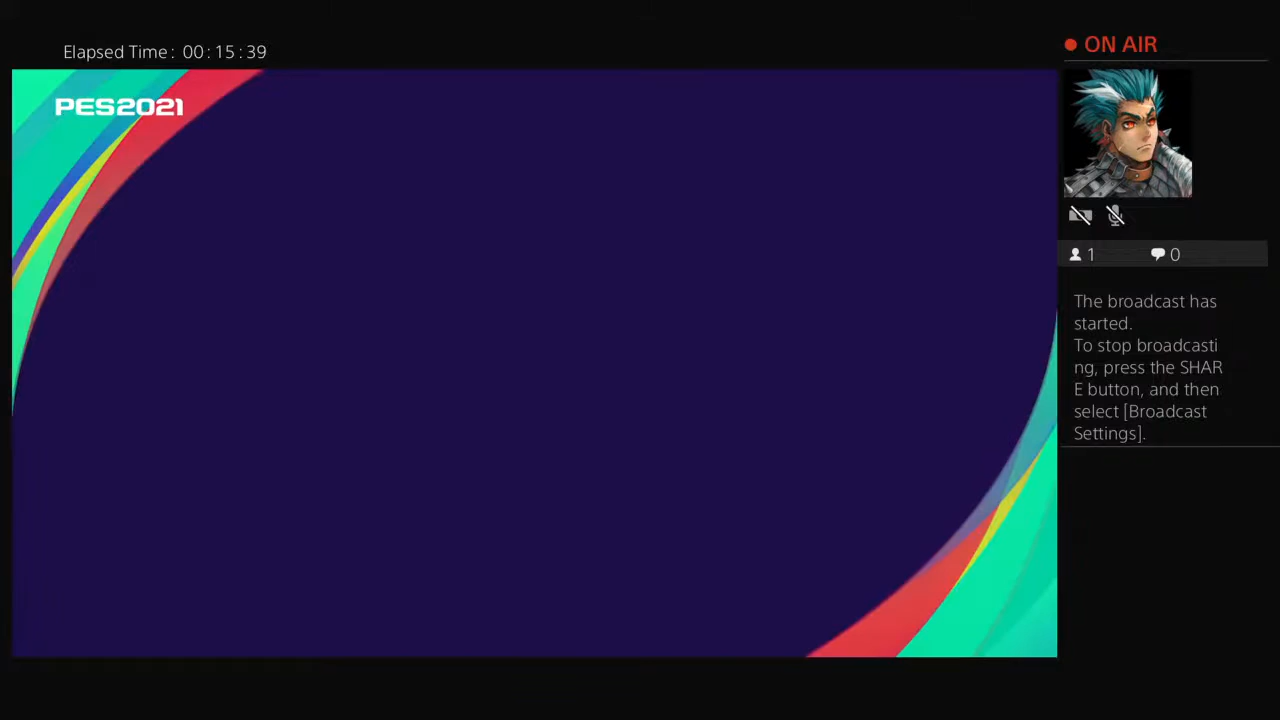 Elapsed Time: 00:15:39
ON AIR
PES2021
1 0
The broadcast has
started.
To stop broadcasti
ng, press the SHAR
E button, and then
select [Broadcast
Settings].